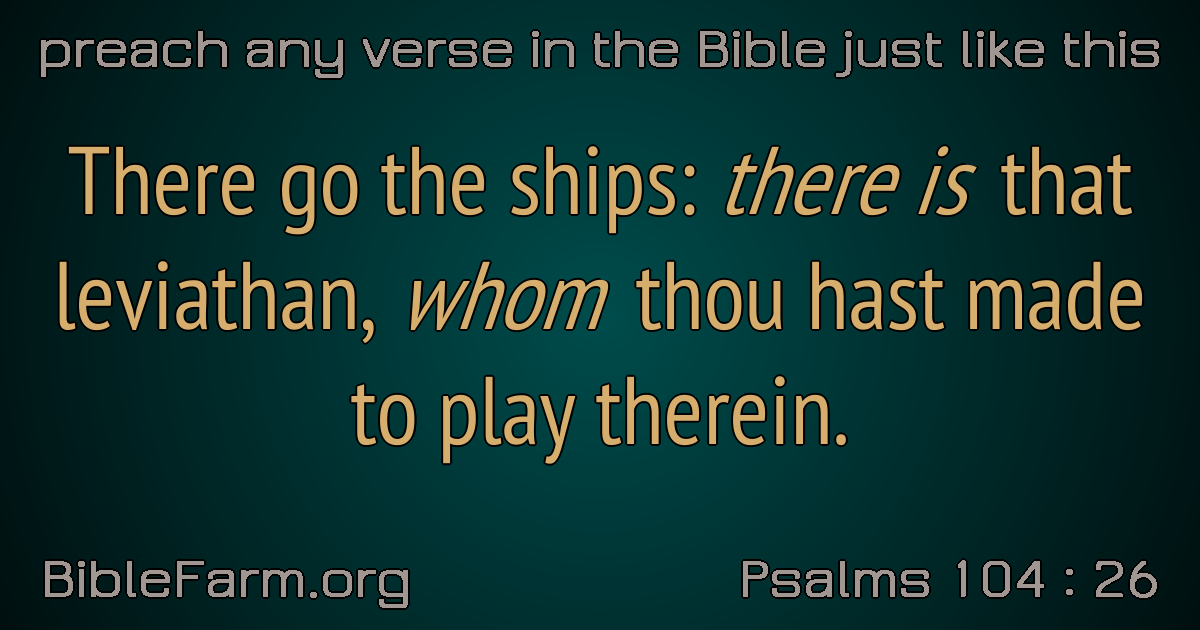 preach any verse in the Bible just like this
There go the ships: there is that
leviathan, whom thou hast made
to play therein.
BibleFarm.org
Psalms 104 : 26